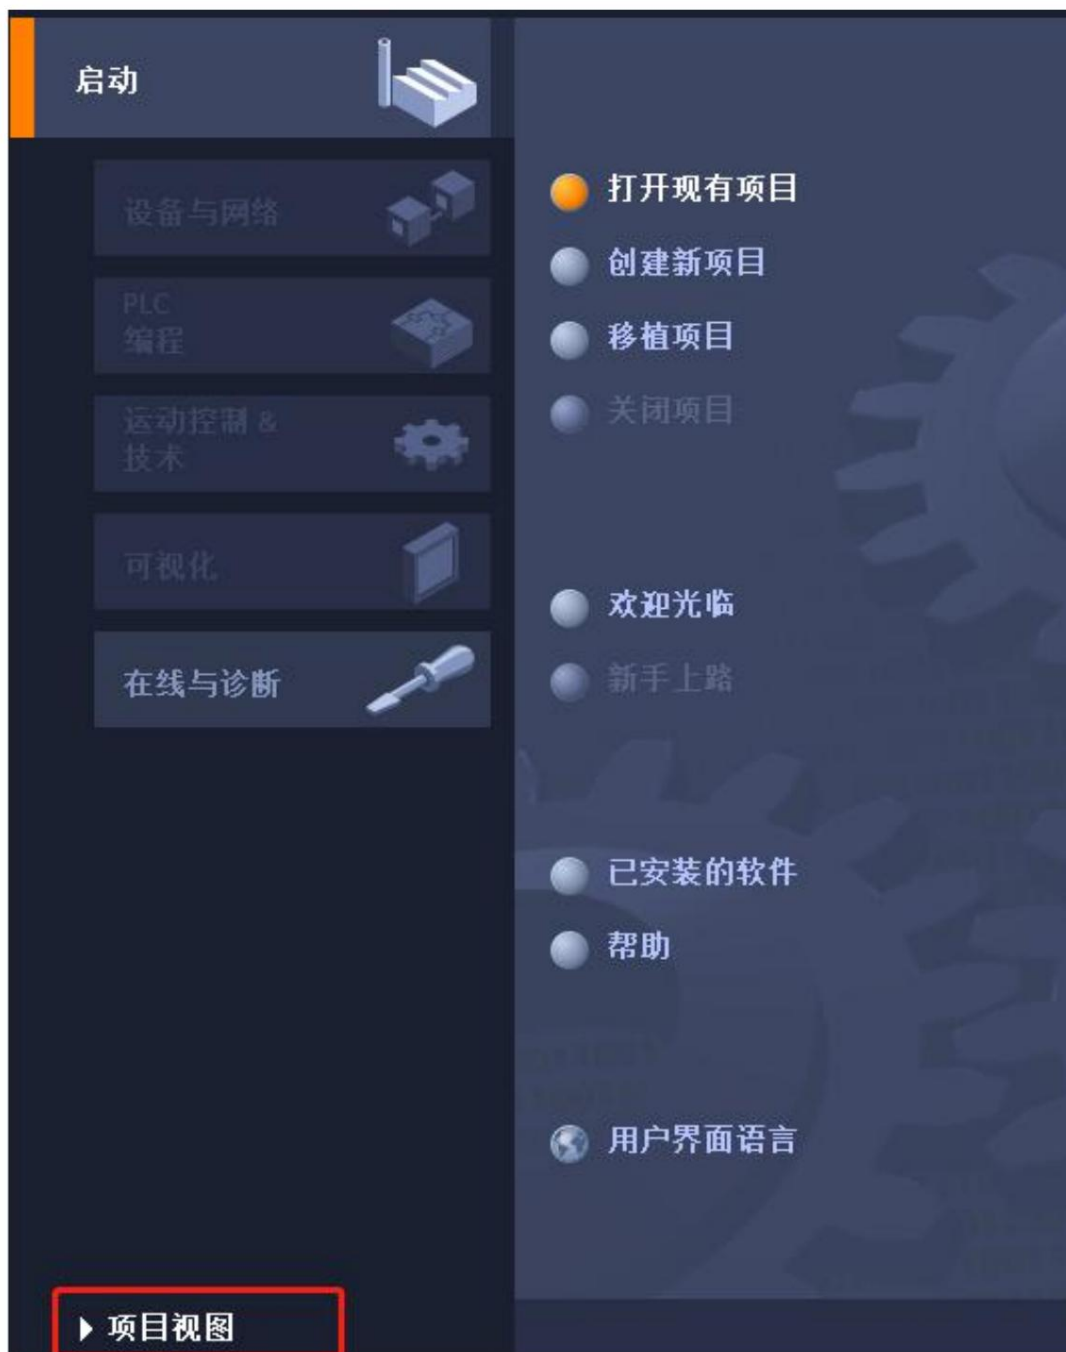 启动
设备与网络
PLC
编程
运动控制 &
技术
可视化
在线与诊断
项目视图
打开现有项目
创建新项目
移植项目
关闭项目
欢迎光临
新手上路
已安装的软件
帮助
用户界面语言